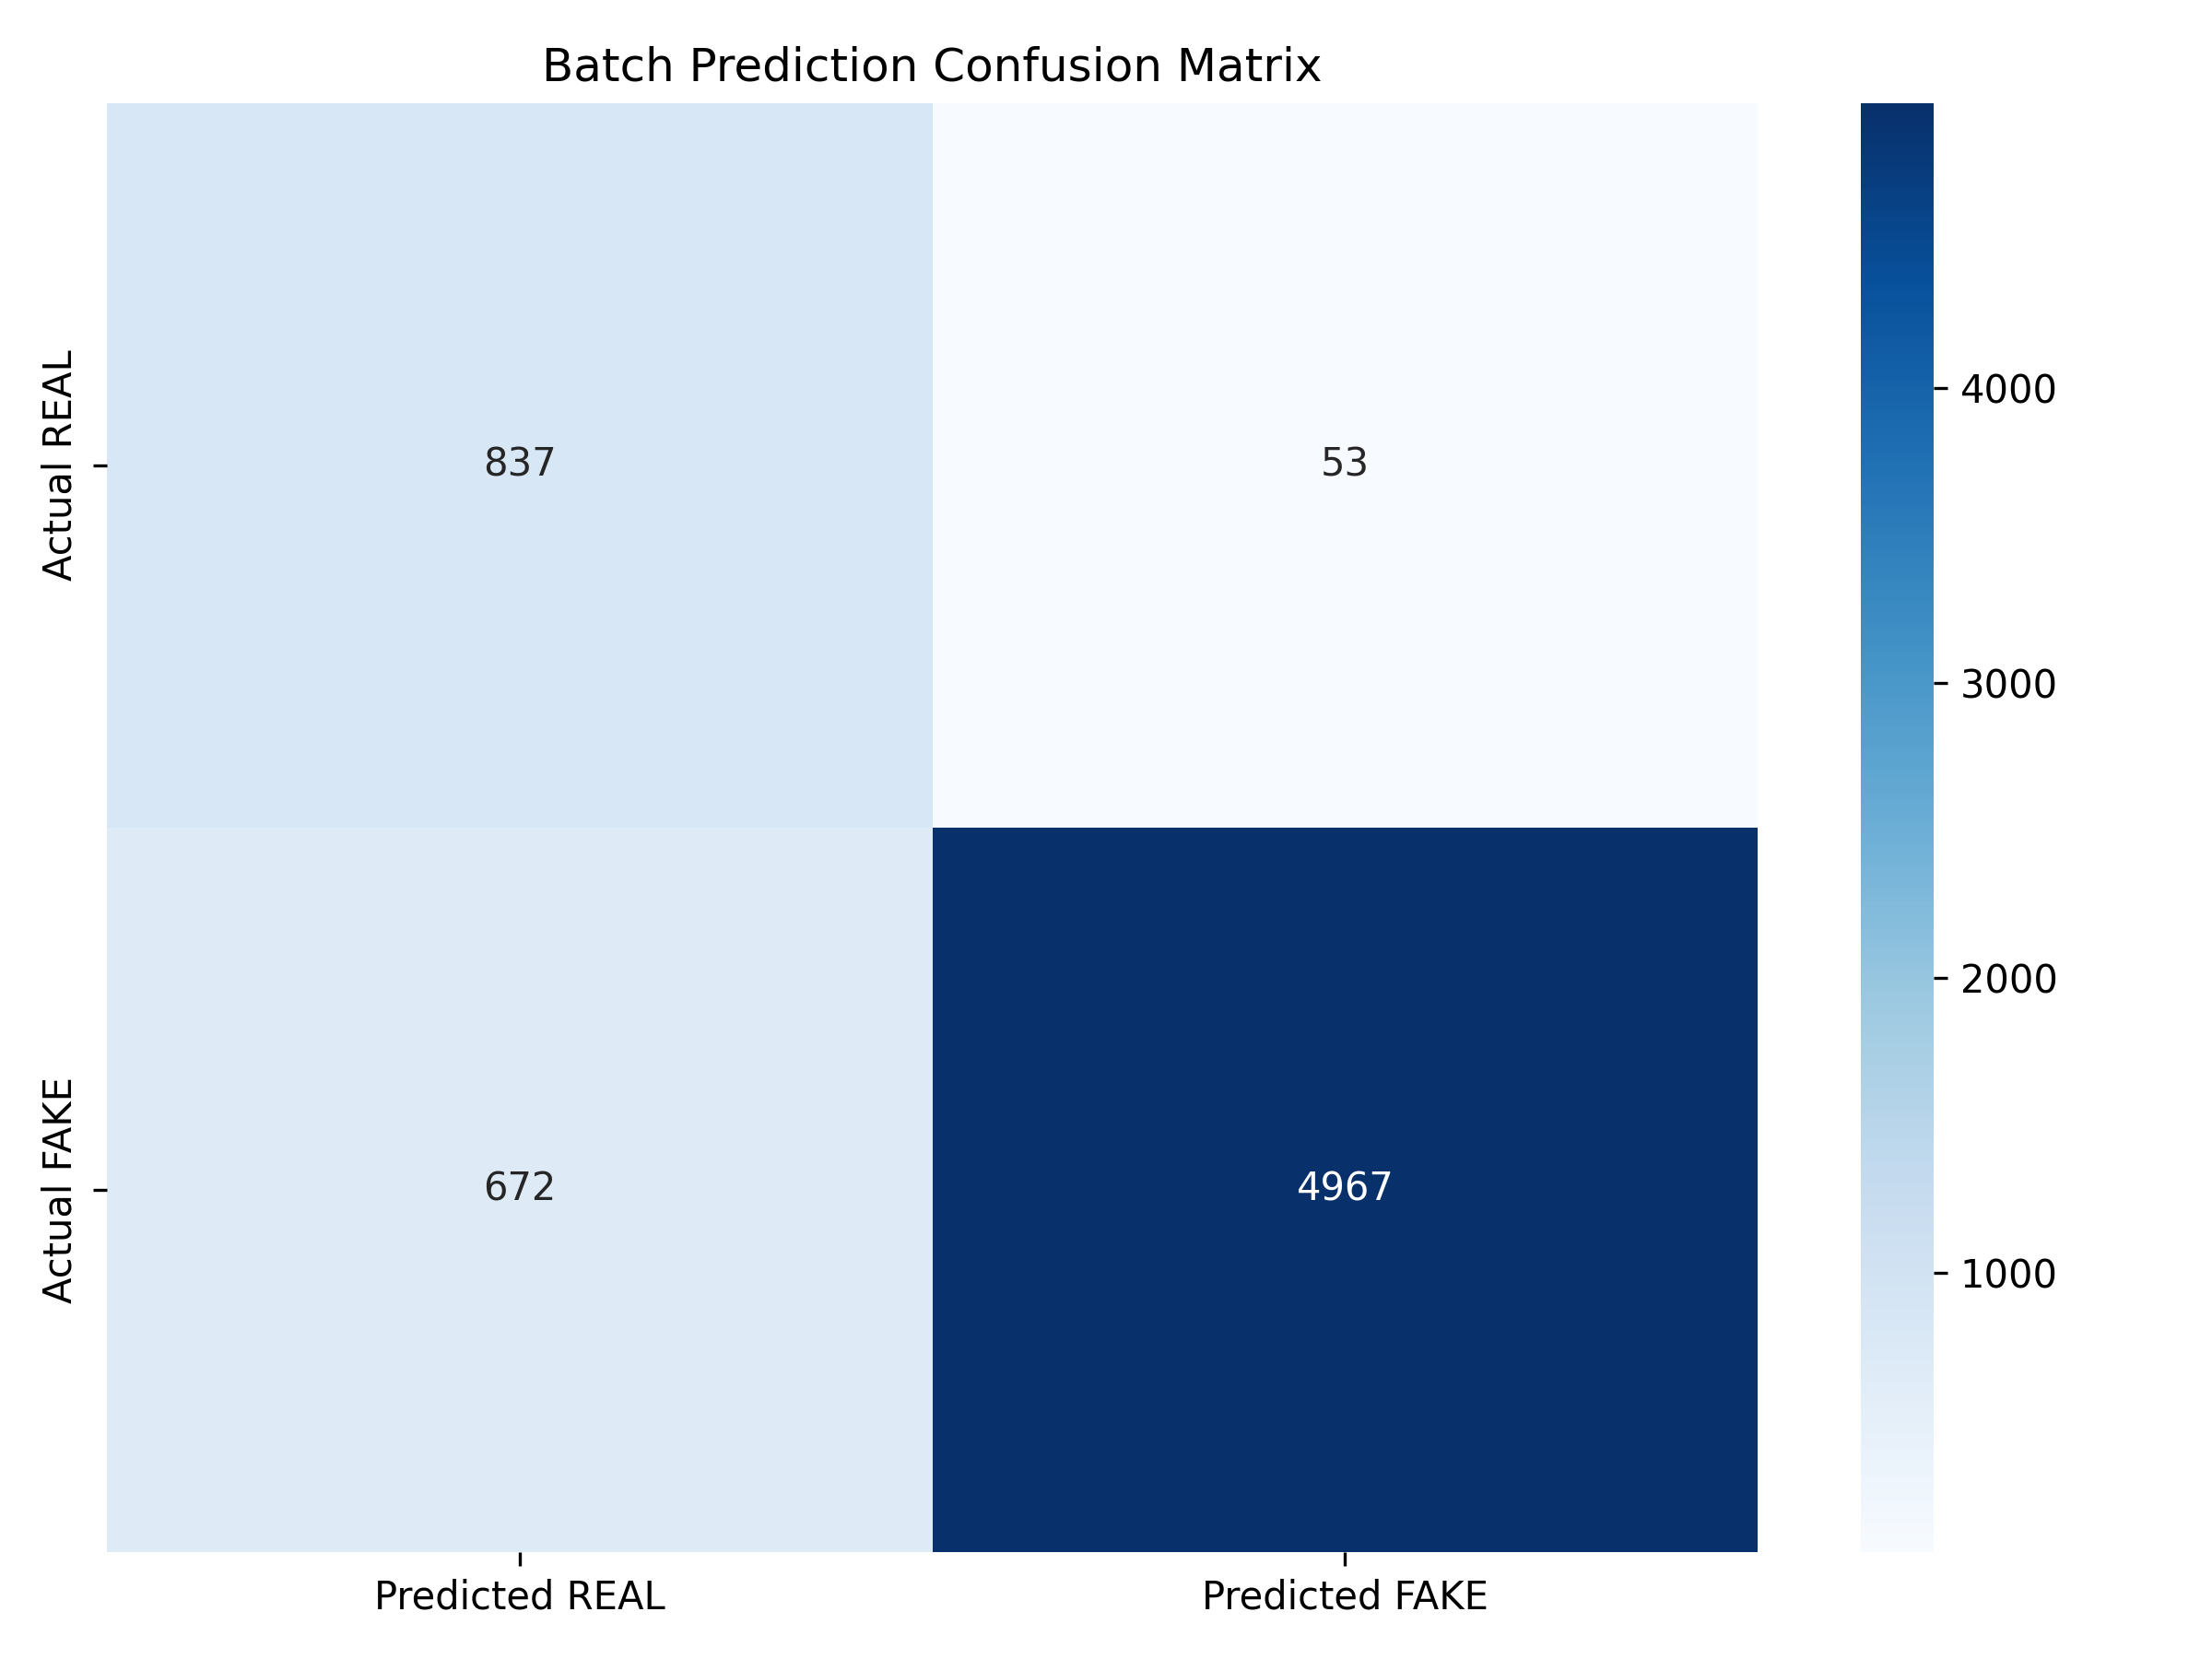 Batch Prediction Confusion Matrix
Actual REAL
837
53
Actual FAKE
672
4967
Predicted REAL
Predicted FAKE
4000
3000
2000
1000